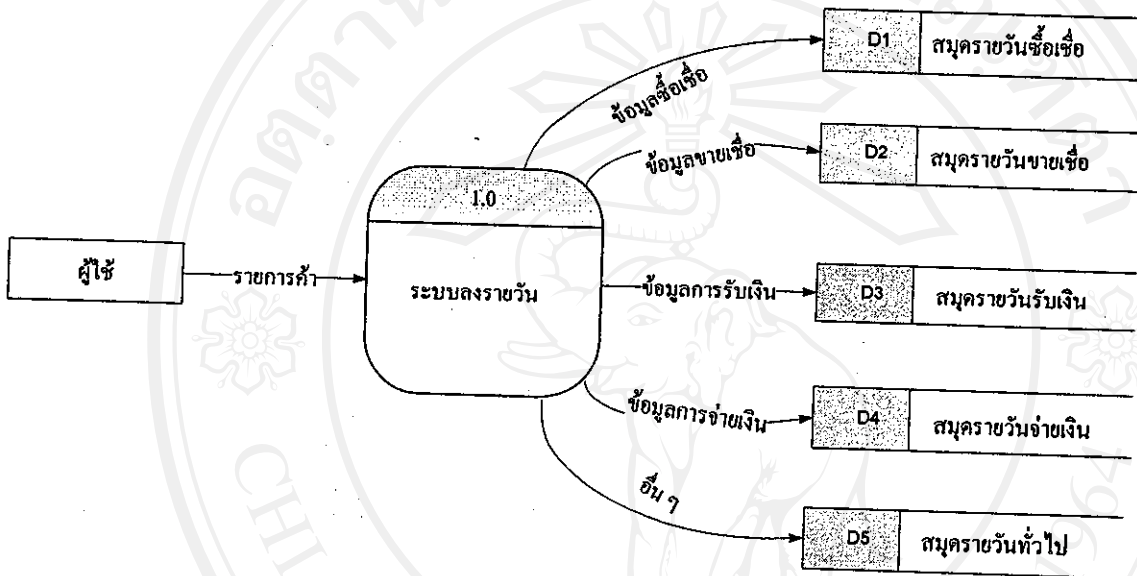 D1 สมุดรายวันซื้อเชื่อ
ข้อมูลซื้อเชื่อ
D2 สมุดรายวันขายเชื่อ
ข้อมูลขายเชื่อ
1.0
ผู้ใช้
รายการค้า
ระบบลงรายวัน
ข้อมูลการรับเงิน
D3 สมุดรายวันรับเงิน
ข้อมูลการจ่ายเงิน
D4 สมุดรายวันจ่ายเงิน
อื่น ๆ
D5 สมุดรายวันทั่วไป